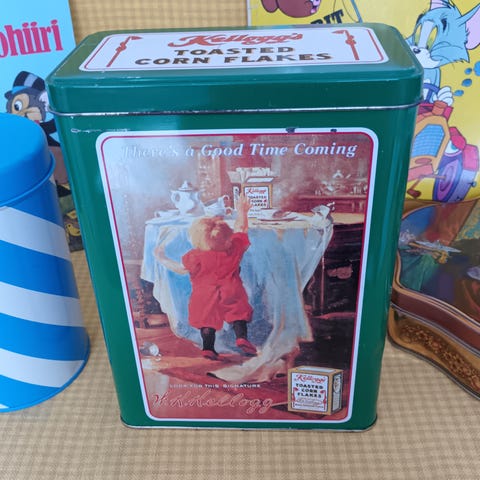 ohiiri
BIT
Kellogg's
TOASTED
CORN FLAKES
There's a Good Time Coming
Kellogg's
TOASTED
CORN
FLAKES
LOOK FOR THIS SIGNATURE
W.K.Kellogg
Kellogg's
TOASTED
CORN
FLAKES